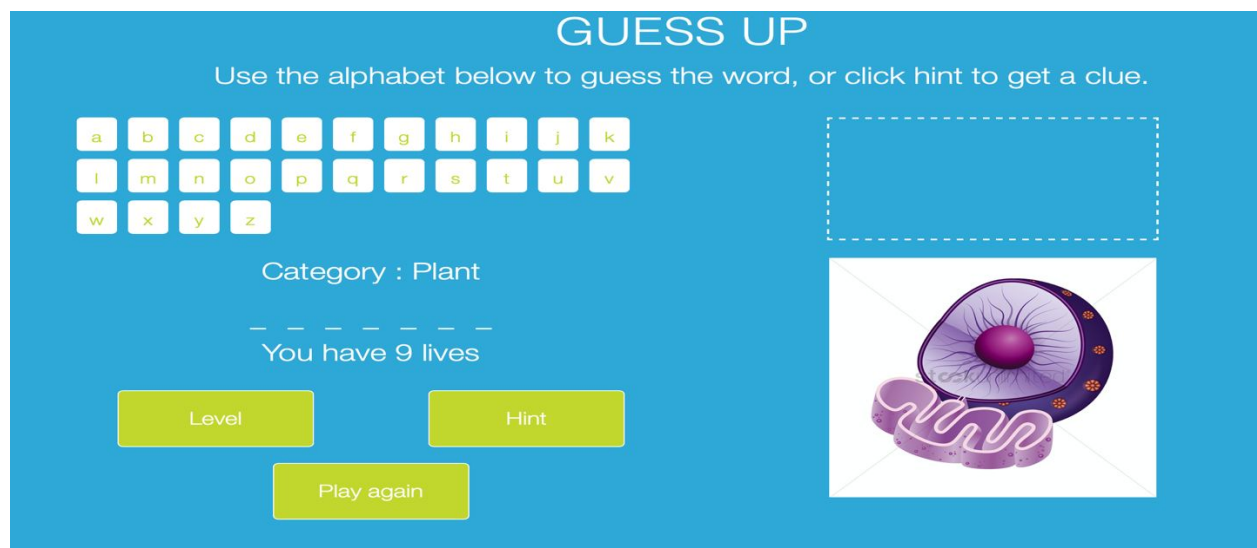 GUESS UP
Use the alphabet below to guess the word, or click hint to get a clue.
a b c d e f g h i j k
l m n o p q r s t u v
w x y z
Category : Plant
_ _ _ _ _ _ _
You have 9 lives
Level Hint
Play again